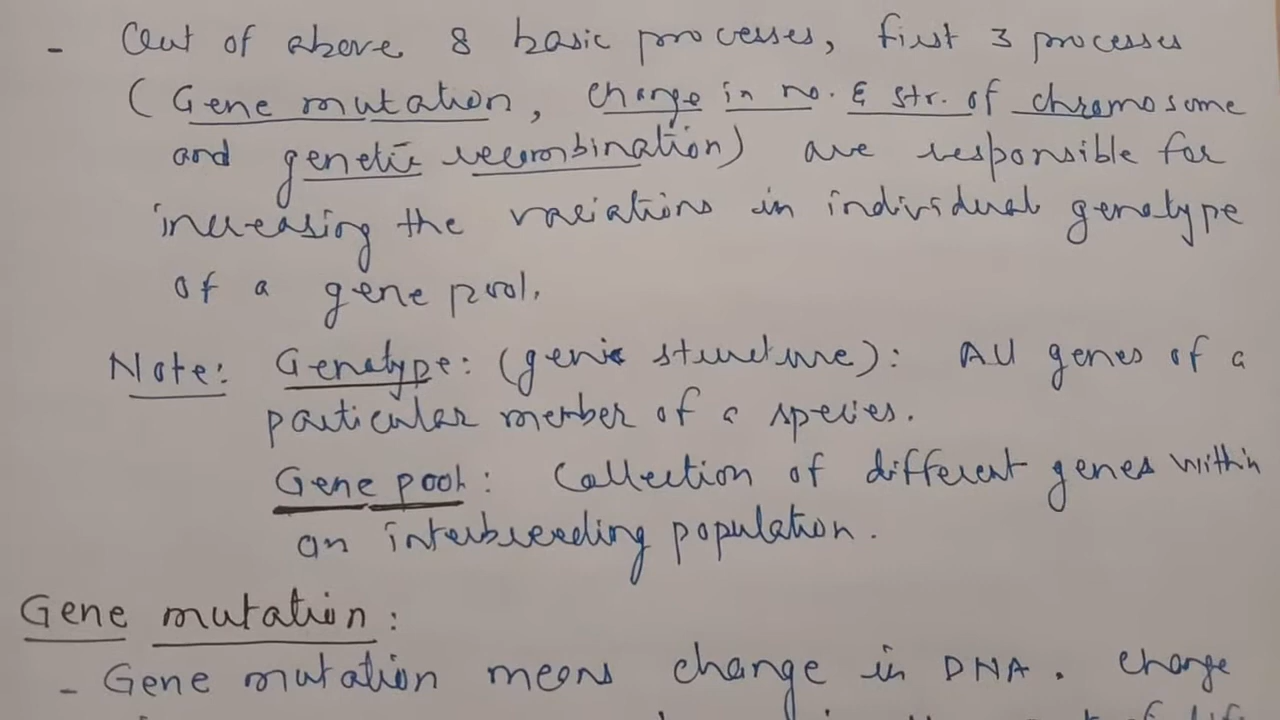 - Out of above 8 basic processes, first 3 processes
(Gene mutation, change in no. & str. of chromosome
and genetic recombination) are responsible for
increasing the variations in individual genotype
of a gene pool.
Note: Genotype: (genic structure): All genes of a
particular member of a species.
Gene pool: Collection of different genes within
an interbreeding population.
Gene mutation:
- Gene mutation means change in DNA. Change